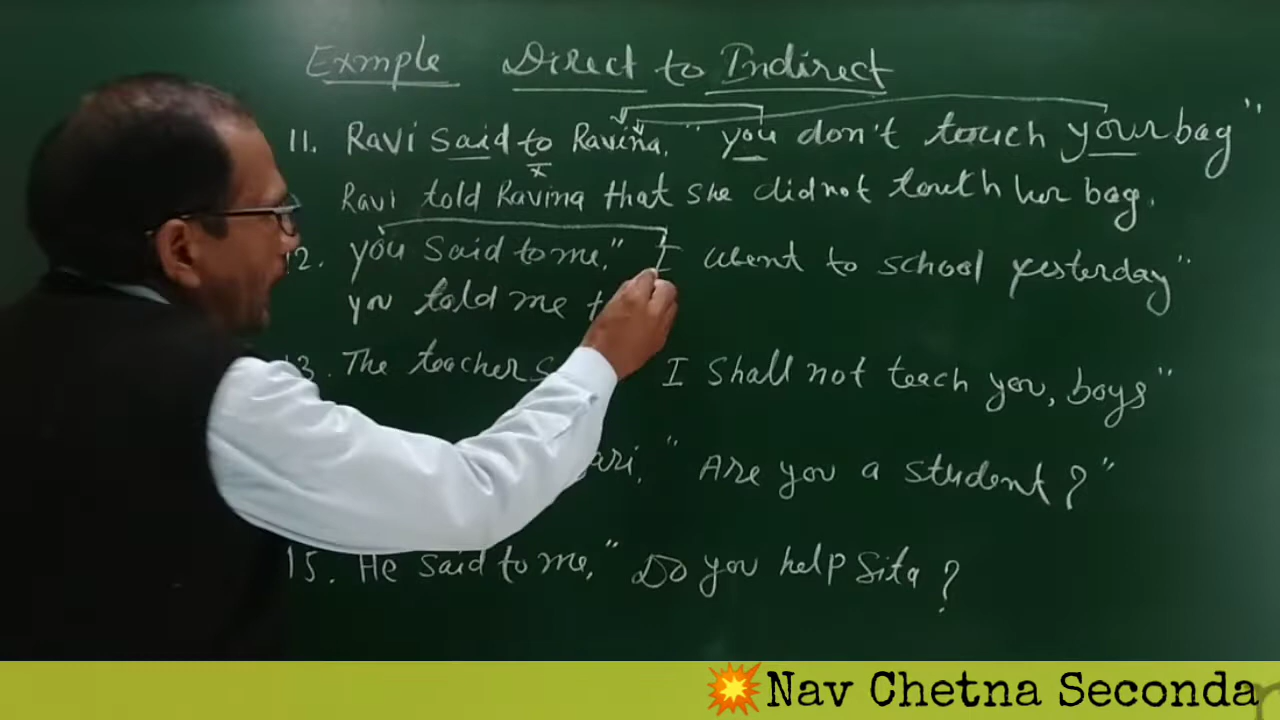 Exmple Direct to Indirect
11. Ravi said to Ravina, "you don't touch your bag"
Ravi told Ravina that she did not touch her bag.
2. you said to me," I went to school yesterday"
you told me t
3. The teacher s I shall not teach you, boys"
ari, "Are you a student?"
15. He said to me," Do you help Sita?
💥Nav Chetna Seconda